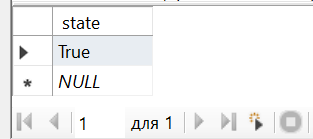 state
True
NULL
1 для 1